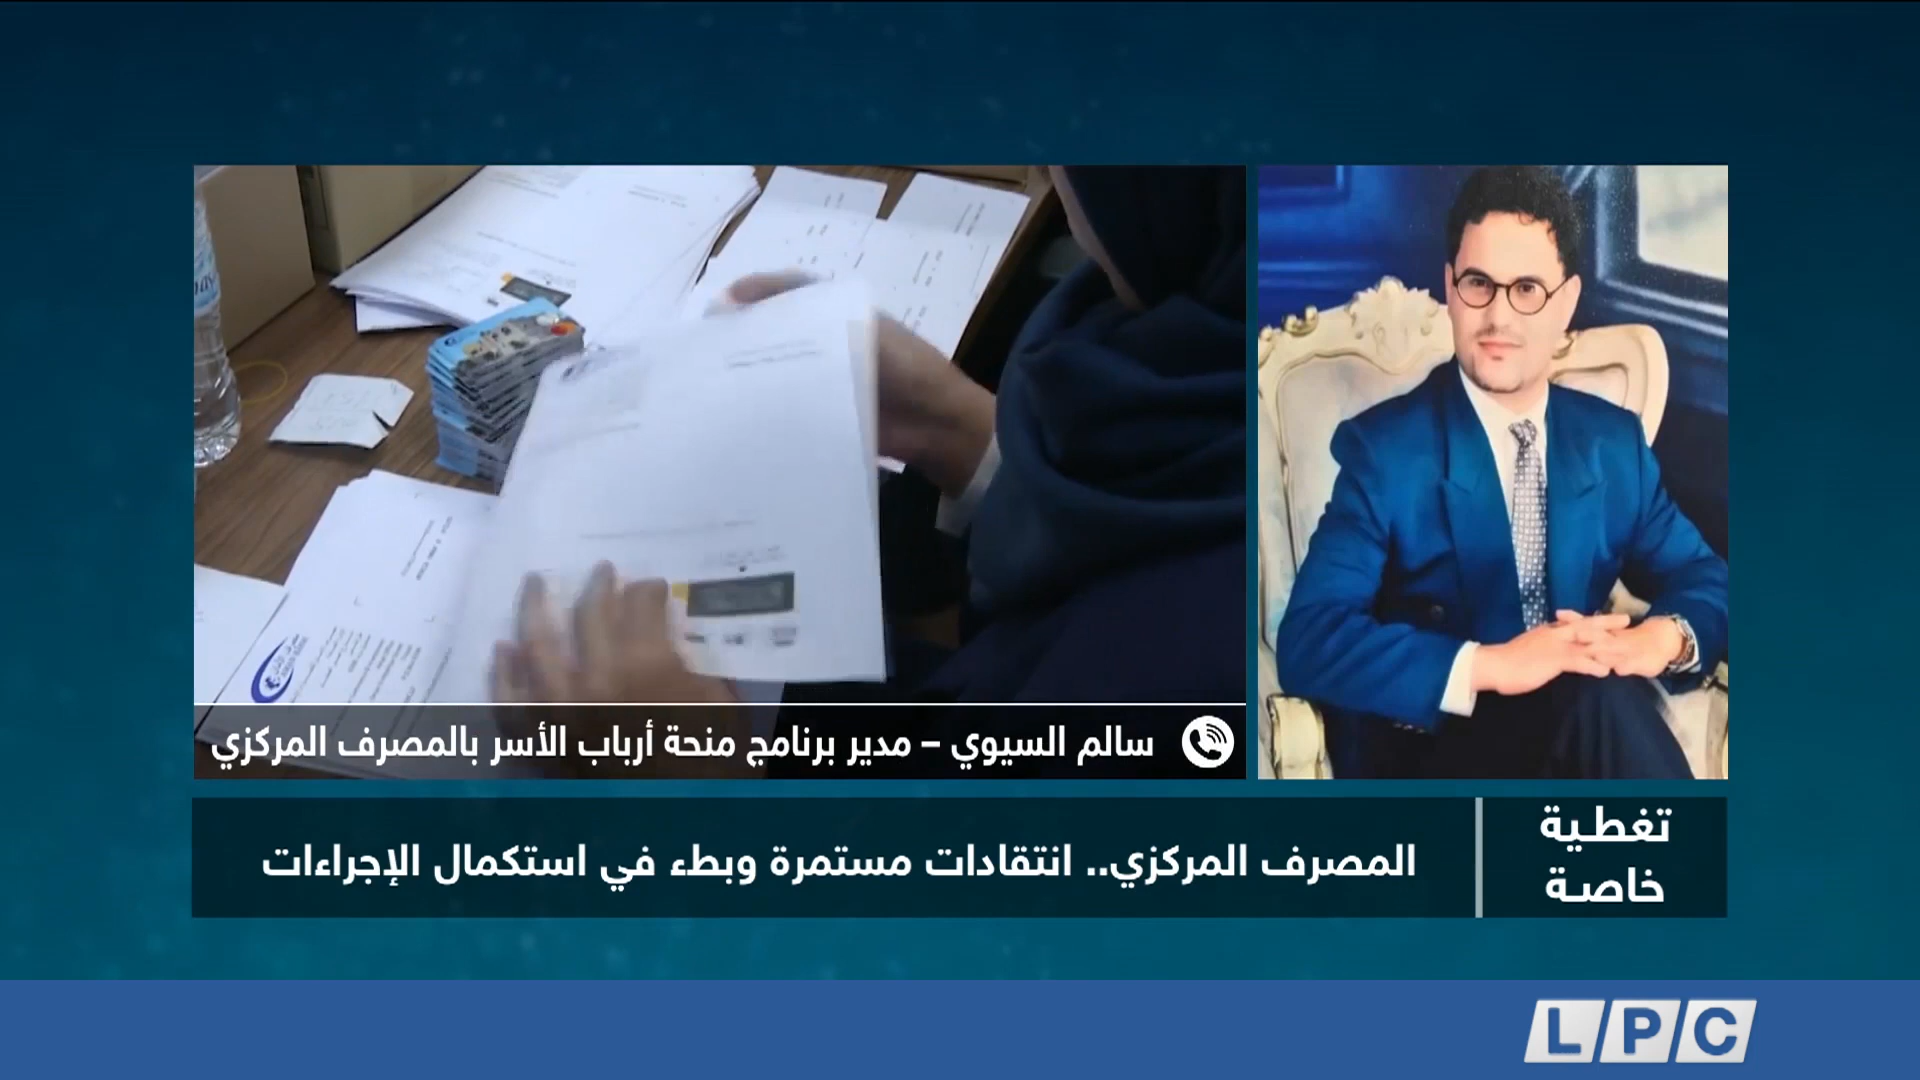 سالم السيوي – مدير برنامج منحة أرباب الأسر بالمصرف المركزي
تغطية
خاصة
المصرف المركزي.. انتقادات مستمرة وبطء في استكمال الإجراءات
LPC